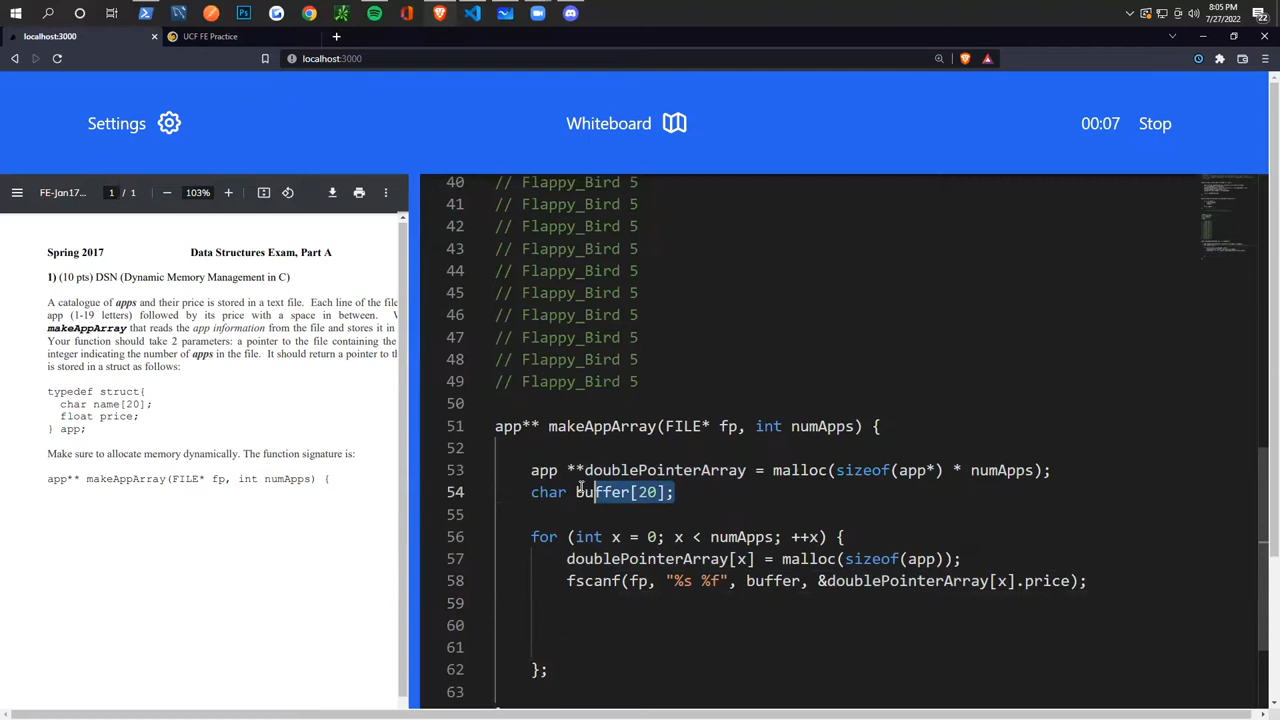 8:05 PM
7/27/2022
22
localhost:3000
UCF FE Practice
localhost:3000
Settings
Whiteboard
00:07 Stop
FE-Jan17... 1 / 1 103%
Spring 2017 Data Structures Exam, Part A
1) (10 pts) DSN (Dynamic Memory Management in C)
A catalogue of apps and their price is stored in a text file. Each line of the file
app (1-19 letters) followed by its price with a space in between.
makeAppArray that reads the app information from the file and stores it in
Your function should take 2 parameters: a pointer to the file containing the
integer indicating the number of apps in the file. It should return a pointer to
is stored in a struct as follows:
typedef struct{
char name[20];
float price;
} app;
Make sure to allocate memory dynamically. The function signature is:
app** makeAppArray(FILE* fp, int numApps) {
40 // Flappy_Bird 5
41 // Flappy_Bird 5
42 // Flappy_Bird 5
43 // Flappy_Bird 5
44 // Flappy_Bird 5
45 // Flappy_Bird 5
46 // Flappy_Bird 5
47 // Flappy_Bird 5
48 // Flappy_Bird 5
49 // Flappy_Bird 5
50
51 app** makeAppArray(FILE* fp, int numApps) {
52
53 app **doublePointerArray = malloc(sizeof(app*) * numApps);
54 char buffer[20];
55
56 for (int x = 0; x < numApps; ++x) {
57 doublePointerArray[x] = malloc(sizeof(app));
58 fscanf(fp, "%s %f", buffer, &doublePointerArray[x].price);
59
60
61
62 };
63